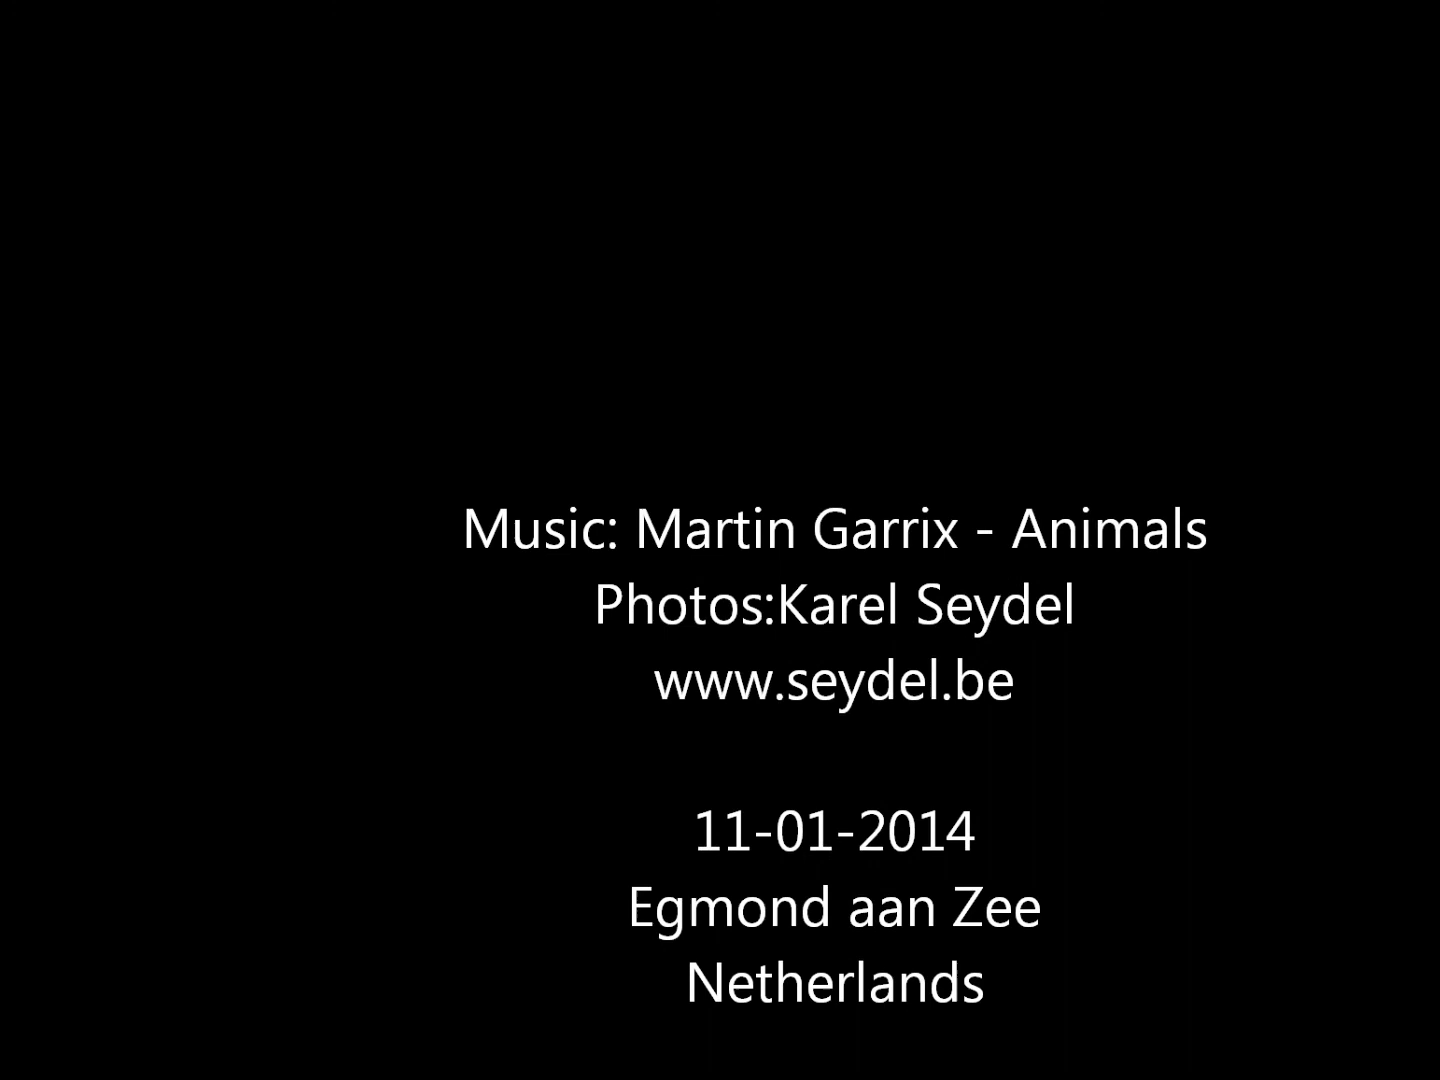 Music: Martin Garrix - Animals
Photos:Karel Seydel
www.seydel.be
11-01-2014
Egmond aan Zee
Netherlands